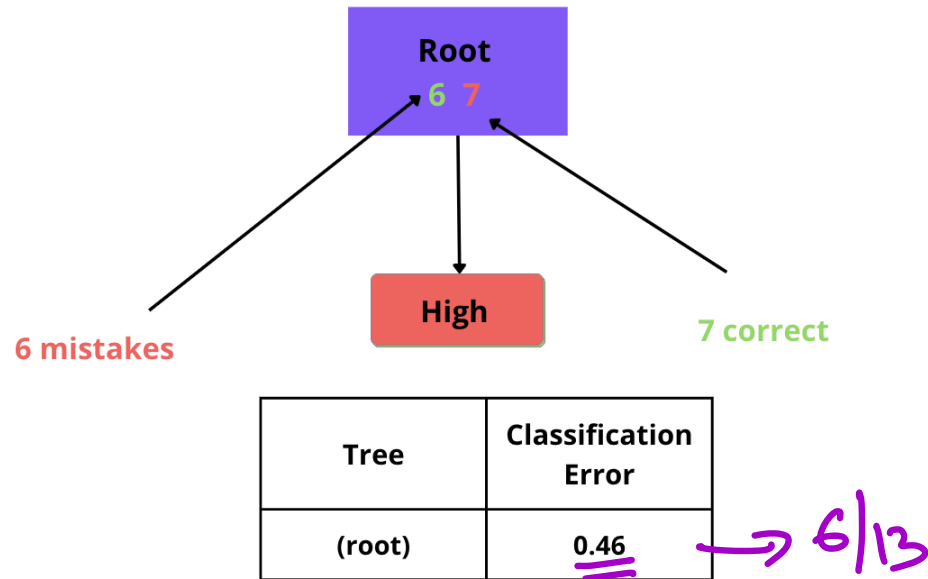 Root
6 7
High
6 mistakes
7 correct
Tree
Classification
Error
(root)
0.46
6/13